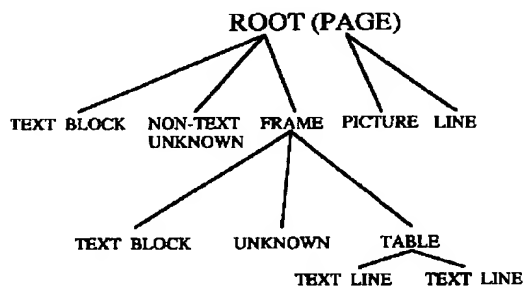 ROOT (PAGE)
TEXT BLOCK NON-TEXT UNKNOWN FRAME PICTURE LINE
TEXT BLOCK UNKNOWN TABLE
TEXT LINE TEXT LINE